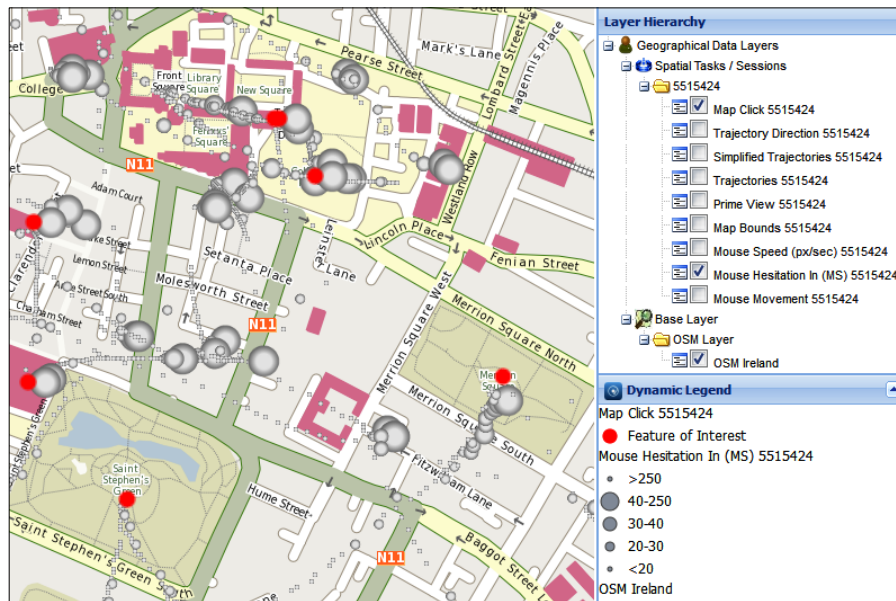 Pearse Street
Mark's Lane
Lombard Street
Magennis Place
College
Front
Square
Library
Square
New Square
Fellows'
Square
N11
Adam Court
Westland Row
Lincoln Place
Fenian Street
Leinster
Lane
Setanta Place
Molesworth Street
Lemon Street
Chatham Street
N11
Merrion Square West
Merrion Square North
Merrion Square South
Fitzwilliam Lane
Saint
Stephen's
Green
Hume Street
Saint Stephen's Green South
N11
Baggot Street
Layer Hierarchy
Geographical Data Layers
Spatial Tasks / Sessions
5515424
Map Click 5515424
Trajectory Direction 5515424
Simplified Trajectories 5515424
Trajectories 5515424
Prime View 5515424
Map Bounds 5515424
Mouse Speed (px/sec) 5515424
Mouse Hesitation In (MS) 5515424
Mouse Movement 5515424
Base Layer
OSM Layer
OSM Ireland
Dynamic Legend
Map Click 5515424
Feature of Interest
Mouse Hesitation In (MS) 5515424
>250
40-250
30-40
20-30
<20
OSM Ireland